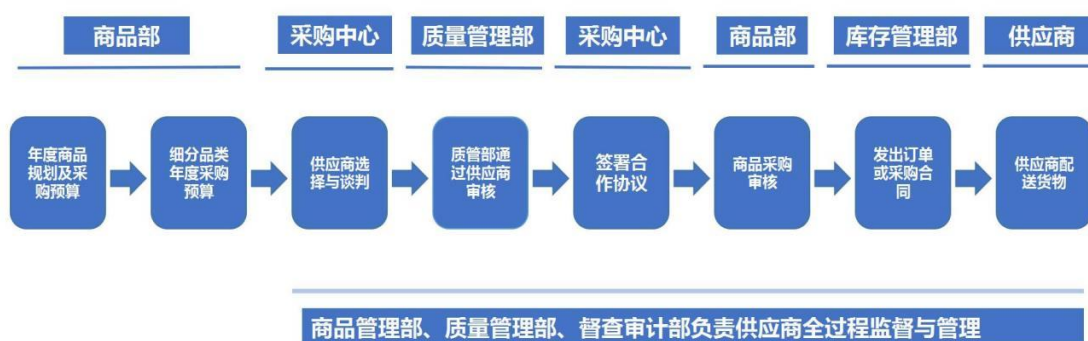 商品部
采购中心
质量管理部
采购中心
商品部
库存管理部
供应商
年度商品
规划及采
购预算
细分品类
年度采购
预算
供应商选
择与谈判
质管部通
过供应商
审核
签署合
作协议
商品采购
审核
发出订单
或采购合
同
供应商配
送货物
商品管理部、质量管理部、督查审计部负责供应商全过程监督与管理